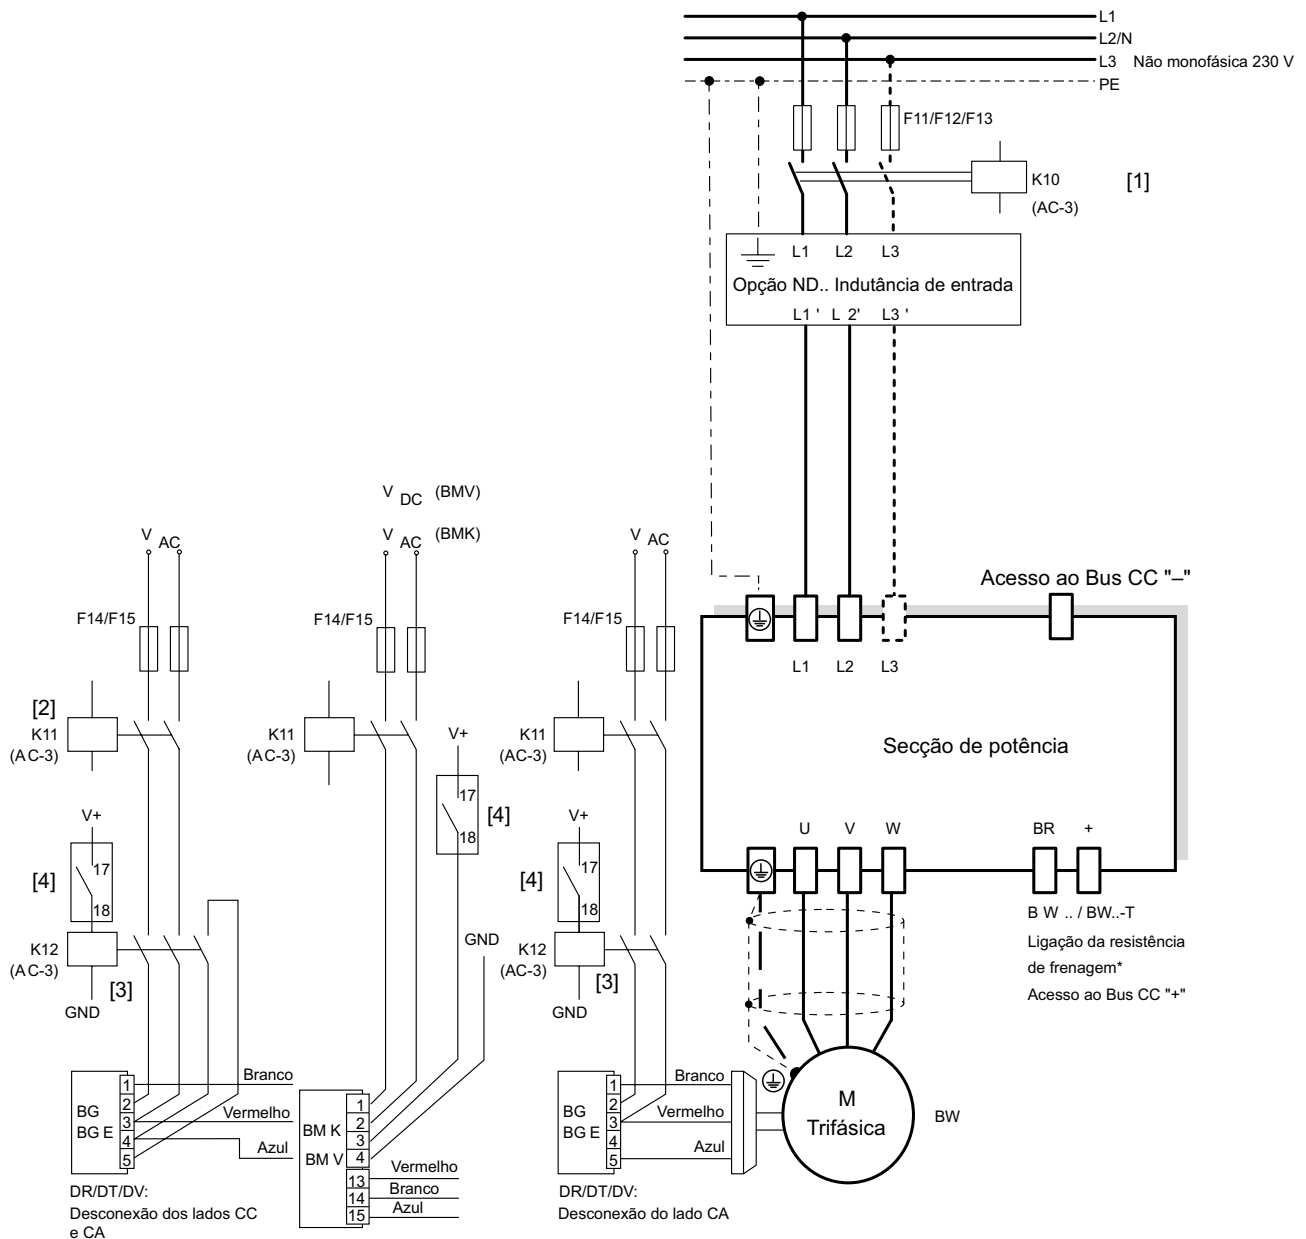 L1
L2/N
L3 Não monofásica 230 V
PE
F11/F12/F13
K10
(AC-3)
[1]
L1 L2 L3
Opção ND.. Indutância de entrada
L1 ' L 2' L3 '
V DC (BMV)
V AC (BMK)
V AC
V AC
Acesso ao Bus CC "–"
F14/F15
F14/F15
F14/F15
L1 L2 L3
[2]
K11
(AC-3)
K11
(AC-3)
K11
(AC-3)
V+
17
18
[4]
Secção de potência
V+
17
18
[4]
V+
17
18
[4]
U V W BR +
K12
(AC-3)
[3]
GND
GND
K12
(AC-3)
[3]
GND
B W .. / BW..-T
Ligação da resistência
de frenagem*
Acesso ao Bus CC "+"
BG
BG E
1
2
3
4
5
Branco
Vermelho
Azul
BM K
BM V
1
2
3
4
13
14
15
Vermelho
Branco
Azul
BG
BG E
1
2
3
4
5
Branco
Vermelho
Azul
M
Trifásica
BW
DR/DT/DV:
Desconexão dos lados CC
e CA
DR/DT/DV:
Desconexão do lado CA